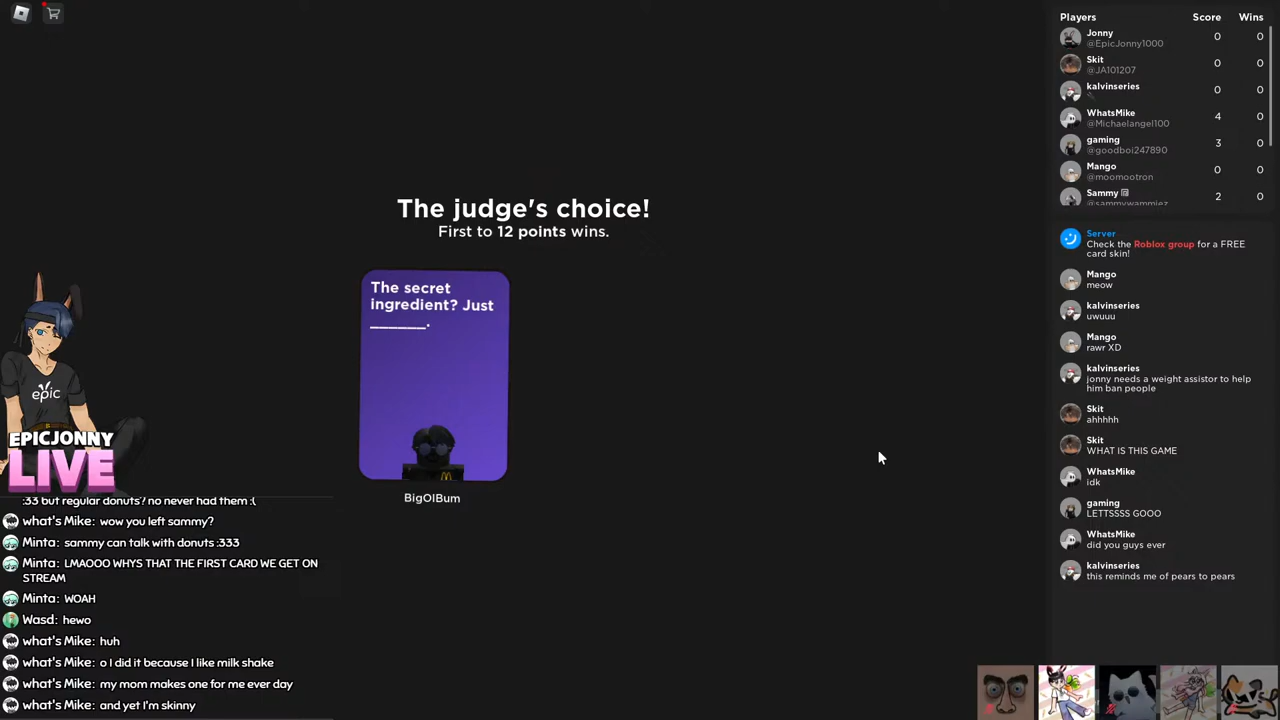 Players Score Wins
Jonny
@EpicJonny1000 0 0
Skit
@JA101207 0 0
kalvinseries 0 0
WhatsMike
@Michaelangel100 4 0
gaming
@goodboi247890 3 0
Mango
@moomootron 0 0
Sammy
@sammywammiez 2 0
The judge's choice!
First to 12 points wins.
The secret
ingredient? Just
______.
BigOlBum
Server
Check the Roblox group for a FREE
card skin!
Mango
meow
kalvinseries
uwuuu
Mango
rawr XD
kalvinseries
jonny needs a weight assistor to help
him ban people
Skit
ahhhhh
Skit
WHAT IS THIS GAME
WhatsMike
idk
gaming
LETTSSSS GOOO
WhatsMike
did you guys ever
kalvinseries
this reminds me of pears to pears
epic
EPICJONNY
LIVE
:33 but regular donuts? no never had them :(
what's Mike: wow you left sammy?
Minta: sammy can talk with donuts :333
Minta: LMAOOO WHYS THAT THE FIRST CARD WE GET ON
STREAM
Minta: WOAH
Wasd: hewo
what's Mike: huh
what's Mike: o I did it because I like milk shake
what's Mike: my mom makes one for me ever day
what's Mike: and yet I'm skinny